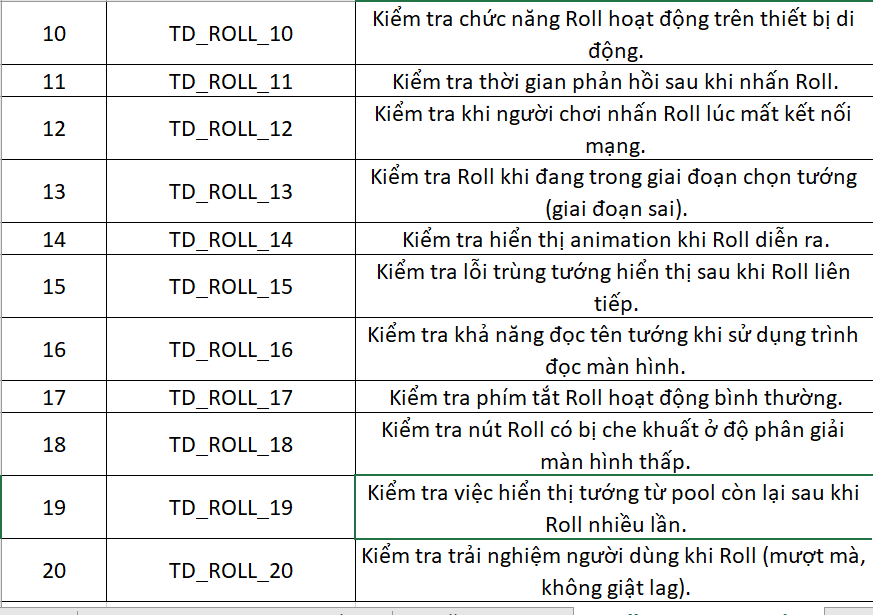 10 TD_ROLL_10 Kiểm tra chức năng Roll hoạt động trên thiết bị di
động.
11 TD_ROLL_11 Kiểm tra thời gian phản hồi sau khi nhấn Roll.
12 TD_ROLL_12 Kiểm tra khi người chơi nhấn Roll lúc mất kết nối
mạng.
13 TD_ROLL_13 Kiểm tra Roll khi đang trong giai đoạn chọn tướng
(giai đoạn sai).
14 TD_ROLL_14 Kiểm tra hiển thị animation khi Roll diễn ra.
15 TD_ROLL_15 Kiểm tra lỗi trùng tướng hiển thị sau khi Roll liên
tiếp.
16 TD_ROLL_16 Kiểm tra khả năng đọc tên tướng khi sử dụng trình
đọc màn hình.
17 TD_ROLL_17 Kiểm tra phím tắt Roll hoạt động bình thường.
18 TD_ROLL_18 Kiểm tra nút Roll có bị che khuất ở độ phân giải
màn hình thấp.
19 TD_ROLL_19 Kiểm tra việc hiển thị tướng từ pool còn lại sau khi
Roll nhiều lần.
20 TD_ROLL_20 Kiểm tra trải nghiệm người dùng khi Roll (mượt mà,
không giật lag).